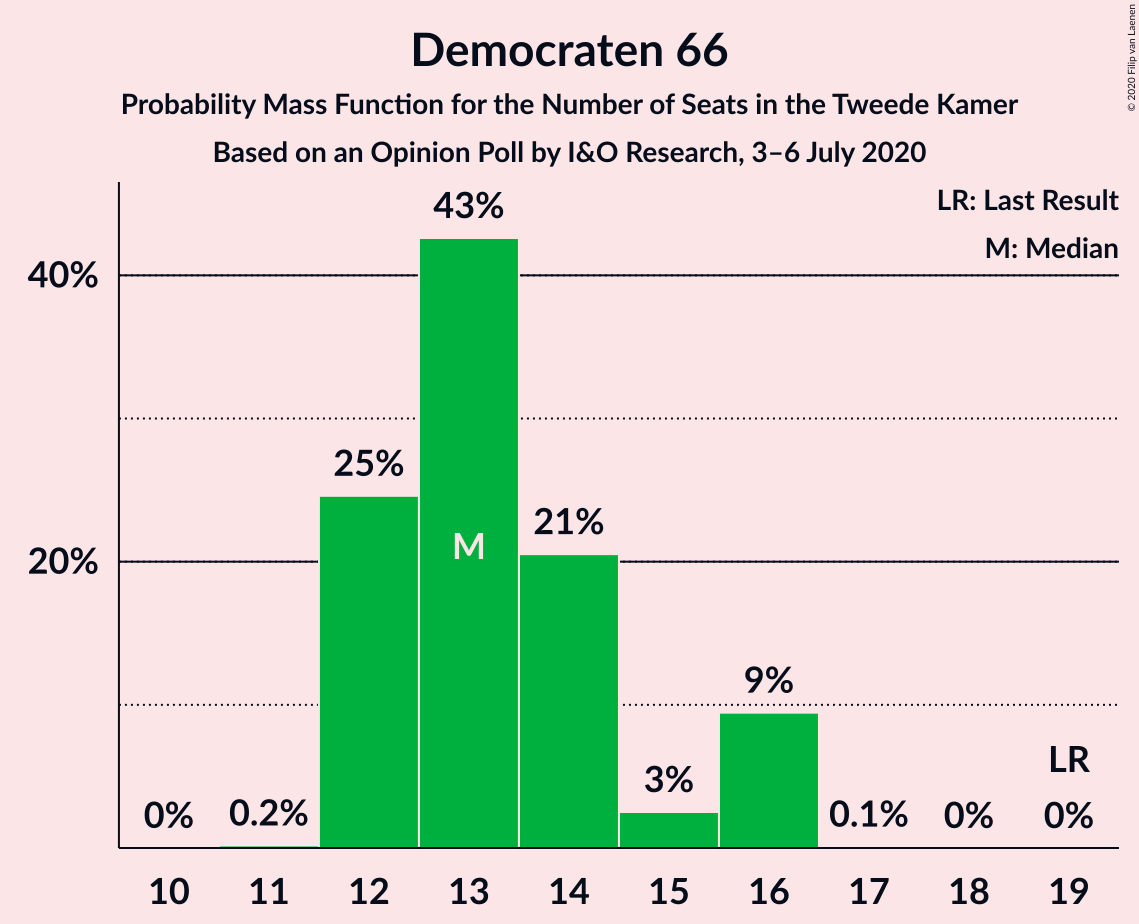 Democraten 66
Probability Mass Function for the Number of Seats in the Tweede Kamer
Based on an Opinion Poll by I&O Research, 3–6 July 2020
© 2020 Filip van Laenen
LR: Last Result
M: Median
43%
40%
25%
21%
M
20%
9%
LR
3%
0%
0.2%
0.1%
0%
0%
10 11 12 13 14 15 16 17 18 19